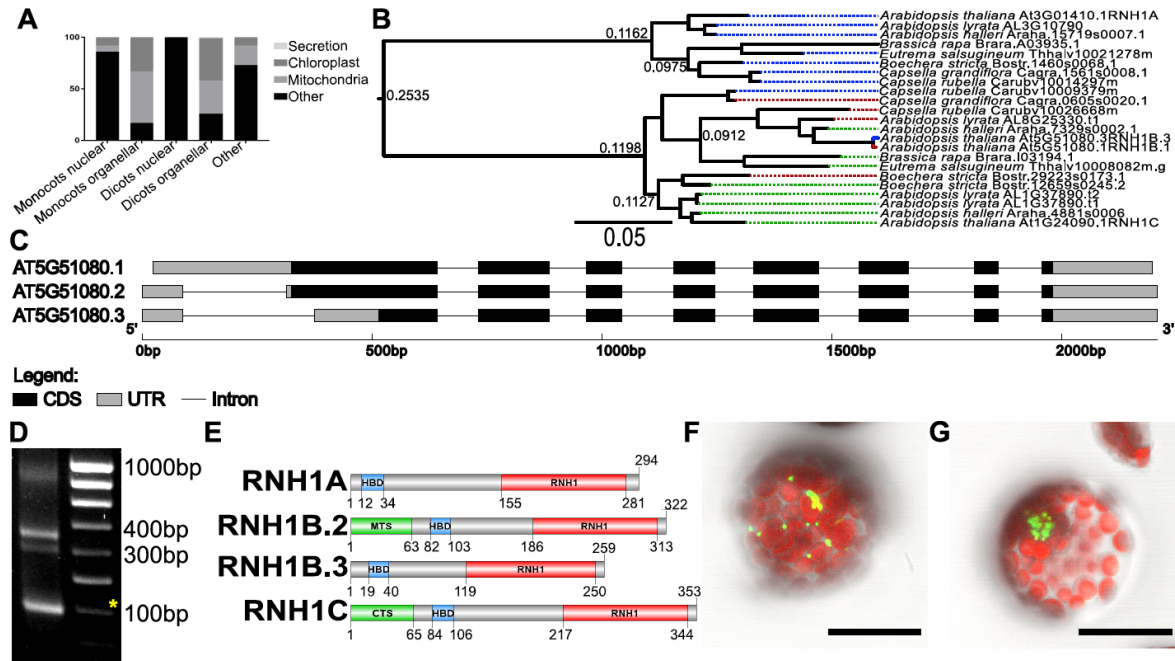 A
100
50
0
Secretion
Chloroplast
Mitochondria
Other
Monocots nuclear
Monocots organellar
Dicots nuclear
Dicots organellar
Other
B
0.1162
0.0975
0.2535
0.0912
0.1198
0.1127
0.05
Arabidopsis thaliana At3G01410.1RNH1A
Arabidopsis lyrata AL3G10790
Arabidopsis halleri Araha.15719s0007.1
Brassica rapa Brara.A03935.1
Eutrema salsugineum Thhalv10021278m
Boechera stricta Bostr.1460s0068.1
Capsella grandiflora Cagra.1561s0008.1
Capsella rubella Carubv10014297m
Capsella rubella Carubv10009379m
Capsella grandiflora Cagra.0605s0020.1
Capsella rubella Carubv10026668m
Arabidopsis lyrata AL8G25330.t1
Arabidopsis halleri Araha.7329s0002.1
Arabidopsis thaliana At5G51080.3RNH1B.3
Arabidopsis thaliana At5G51080.1RNH1B.1
Brassica rapa Brara.I03194.1
Eutrema salsugineum Thhalv10008082m.g
Boechera stricta Bostr.29223s0173.1
Boechera stricta Bostr.12659s0245.2
Arabidopsis lyrata AL1G37890.t2
Arabidopsis lyrata AL1G37890.t1
Arabidopsis halleri Araha.4881s0006
Arabidopsis thaliana At1G24090.1RNH1C
C
AT5G51080.1
AT5G51080.2
AT5G51080.3
5' 3'
0bp 500bp 1000bp 1500bp 2000bp
Legend:
CDS UTR Intron
D
1000bp
400bp
300bp
* 
100bp
E
RNH1A
HBD RNH1
294
1 12 34 155 281
RNH1B.2
MTS HBD RNH1
322
1 63 82 103 186 313
RNH1B.3
HBD RNH1
259
1 19 40 119 250
RNH1C
CTS HBD RNH1
353
1 65 84 106 217 344
F
G